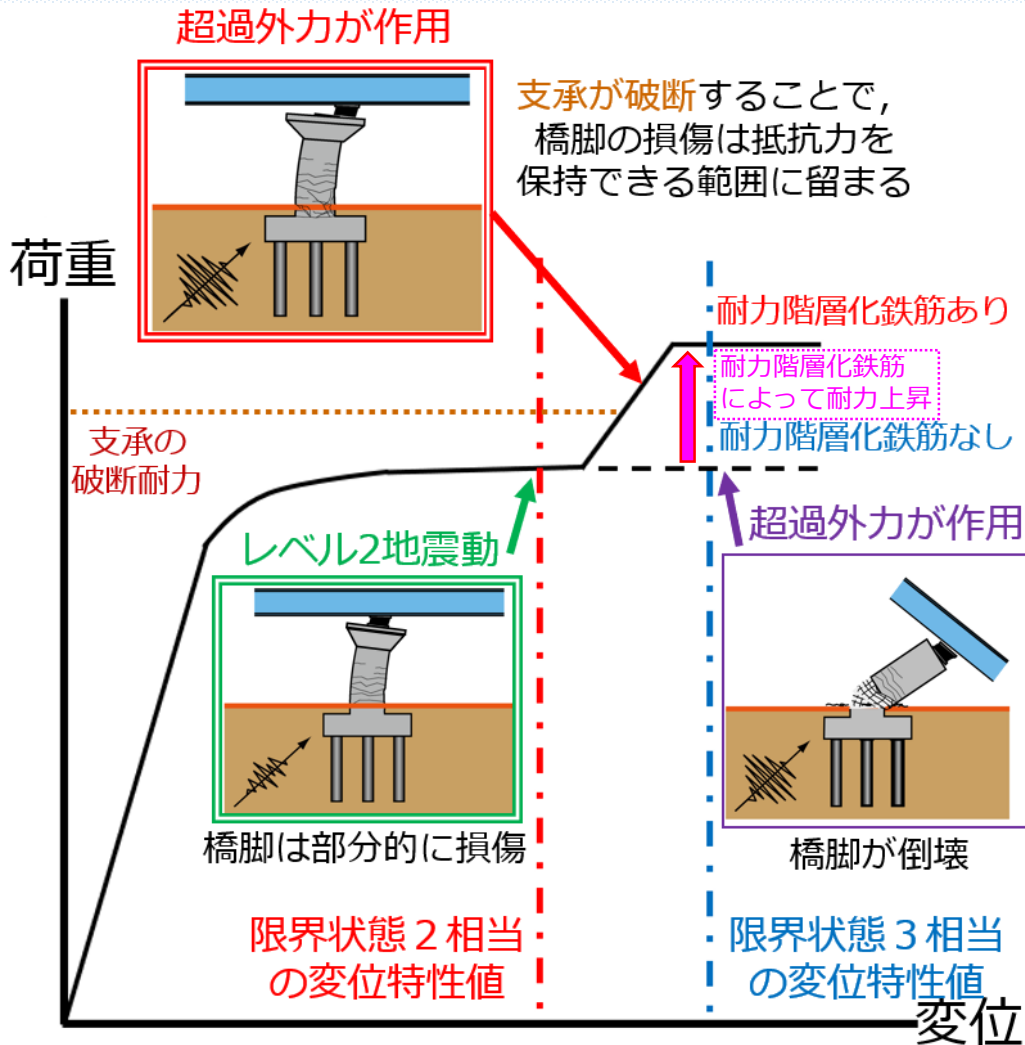 超過外力が作用
支承が破断することで,
橋脚の損傷は抵抗力を
保持できる範囲に留まる
荷重
耐力階層化鉄筋あり
耐力階層化鉄筋
によって耐力上昇
支承の
破断耐力
耐力階層化鉄筋なし
レベル2地震動
超過外力が作用
橋脚は部分的に損傷
橋脚が倒壊
限界状態２相当
の変位特性値
限界状態３相当
の変位特性値
変位